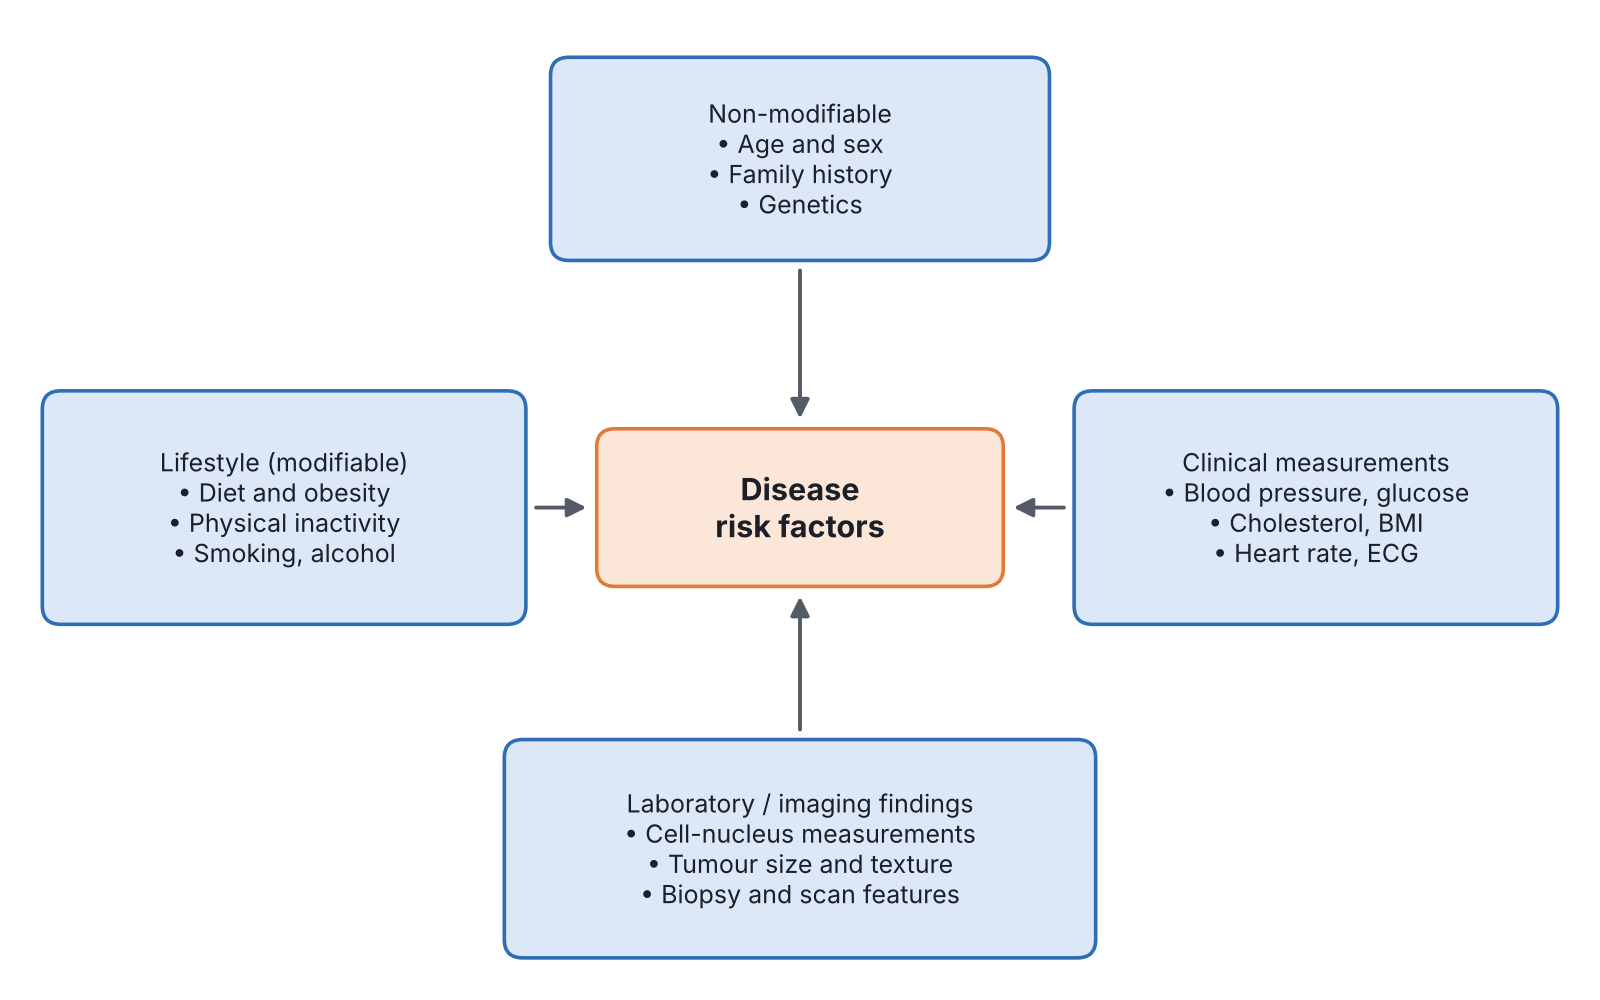 Non-modifiable
• Age and sex
• Family history
• Genetics
Lifestyle (modifiable)
• Diet and obesity
• Physical inactivity
• Smoking, alcohol
Disease
risk factors
Clinical measurements
• Blood pressure, glucose
• Cholesterol, BMI
• Heart rate, ECG
Laboratory / imaging findings
• Cell-nucleus measurements
• Tumour size and texture
• Biopsy and scan features